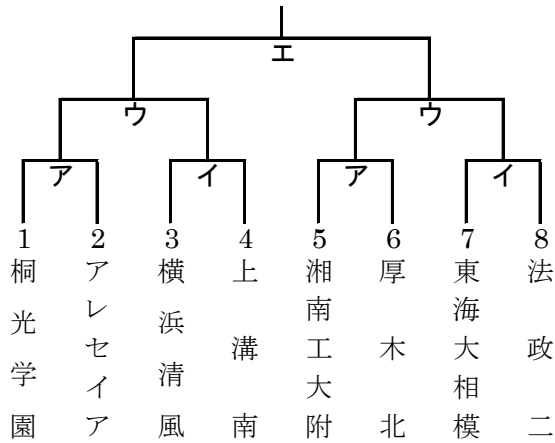 エ
ウ ウ
ア イ ア イ
1 2 3 4 5 6 7 8
桐光学園
アレセイア
横浜清風
上溝南
湘南工大附
厚木北
東海大相模
法政二